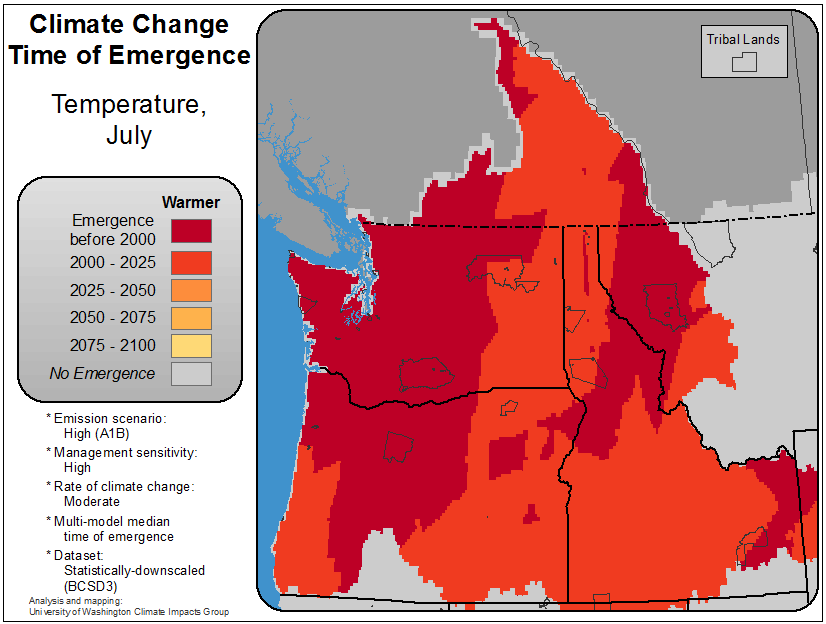 Climate Change
Time of Emergence
Temperature,
July
Warmer
Emergence
before 2000
2000 - 2025
2025 - 2050
2050 - 2075
2075 - 2100
No Emergence
* Emission scenario:
High (A1B)
* Management sensitivity:
High
* Rate of climate change:
Moderate
* Multi-model median
time of emergence
* Dataset:
Statistically-downscaled
(BCSD3)
Analysis and mapping:
University of Washington Climate Impacts Group
Tribal Lands